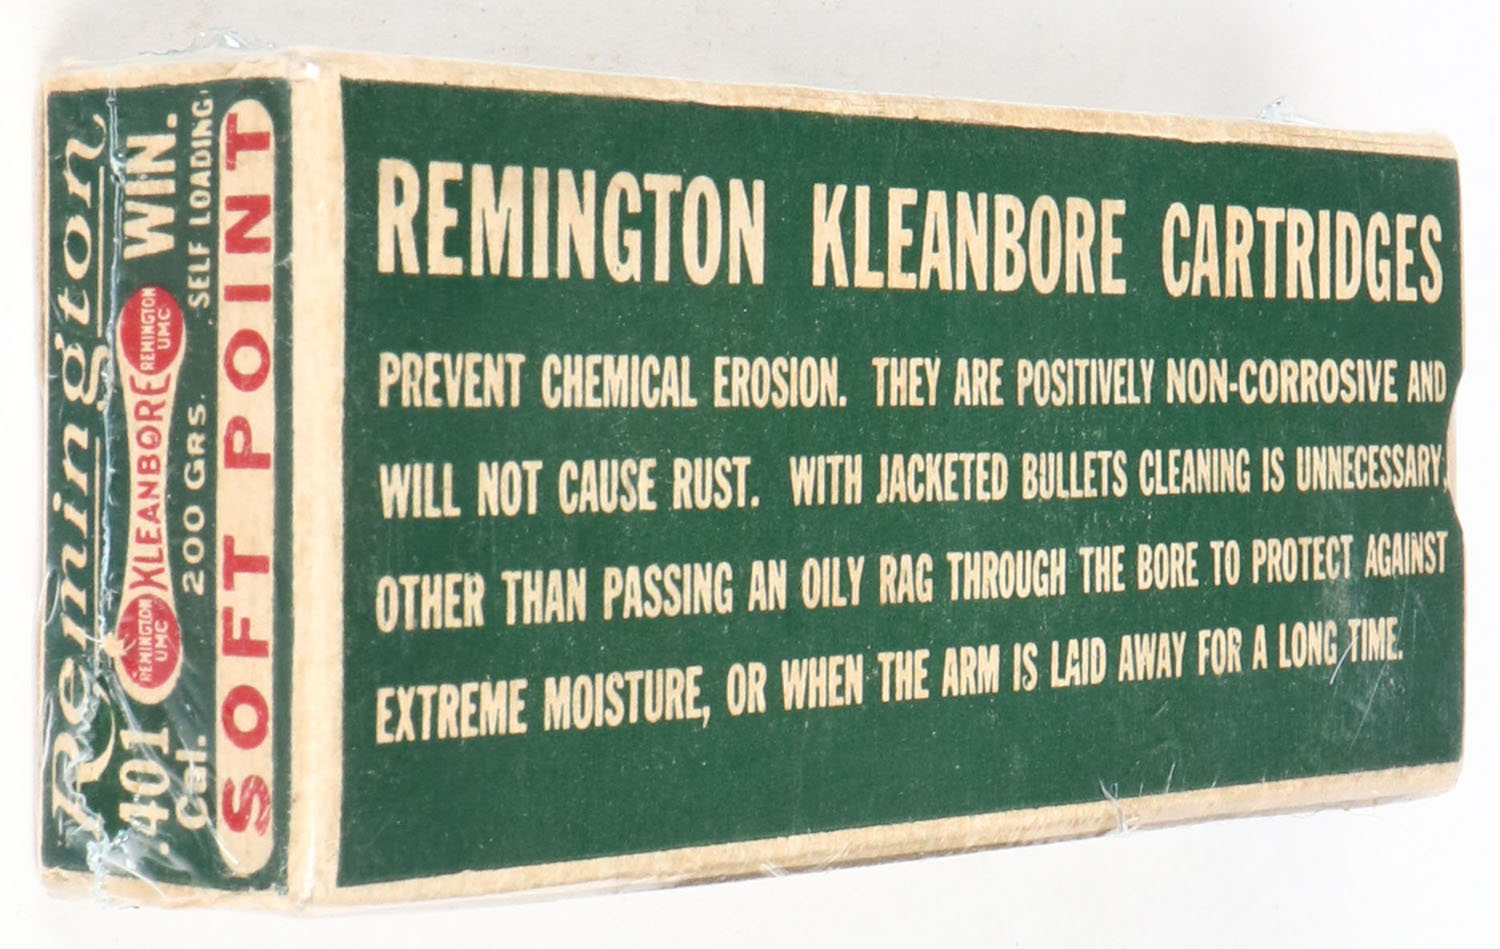 REMINGTON KLEANBORE CARTRIDGES
PREVENT CHEMICAL EROSION. THEY ARE POSITIVELY NON-CORROSIVE AND
WILL NOT CAUSE RUST. WITH JACKETED BULLETS CLEANING IS UNNECESSARY,
OTHER THAN PASSING AN OILY RAG THROUGH THE BORE TO PROTECT AGAINST
EXTREME MOISTURE, OR WHEN THE ARM IS LAID AWAY FOR A LONG TIME.
Remington
.401 REMINGTON UMC KLEANBORE REMINGTON UMC WIN.
Cal. 200 GRS. SELF LOADING
SOFT POINT